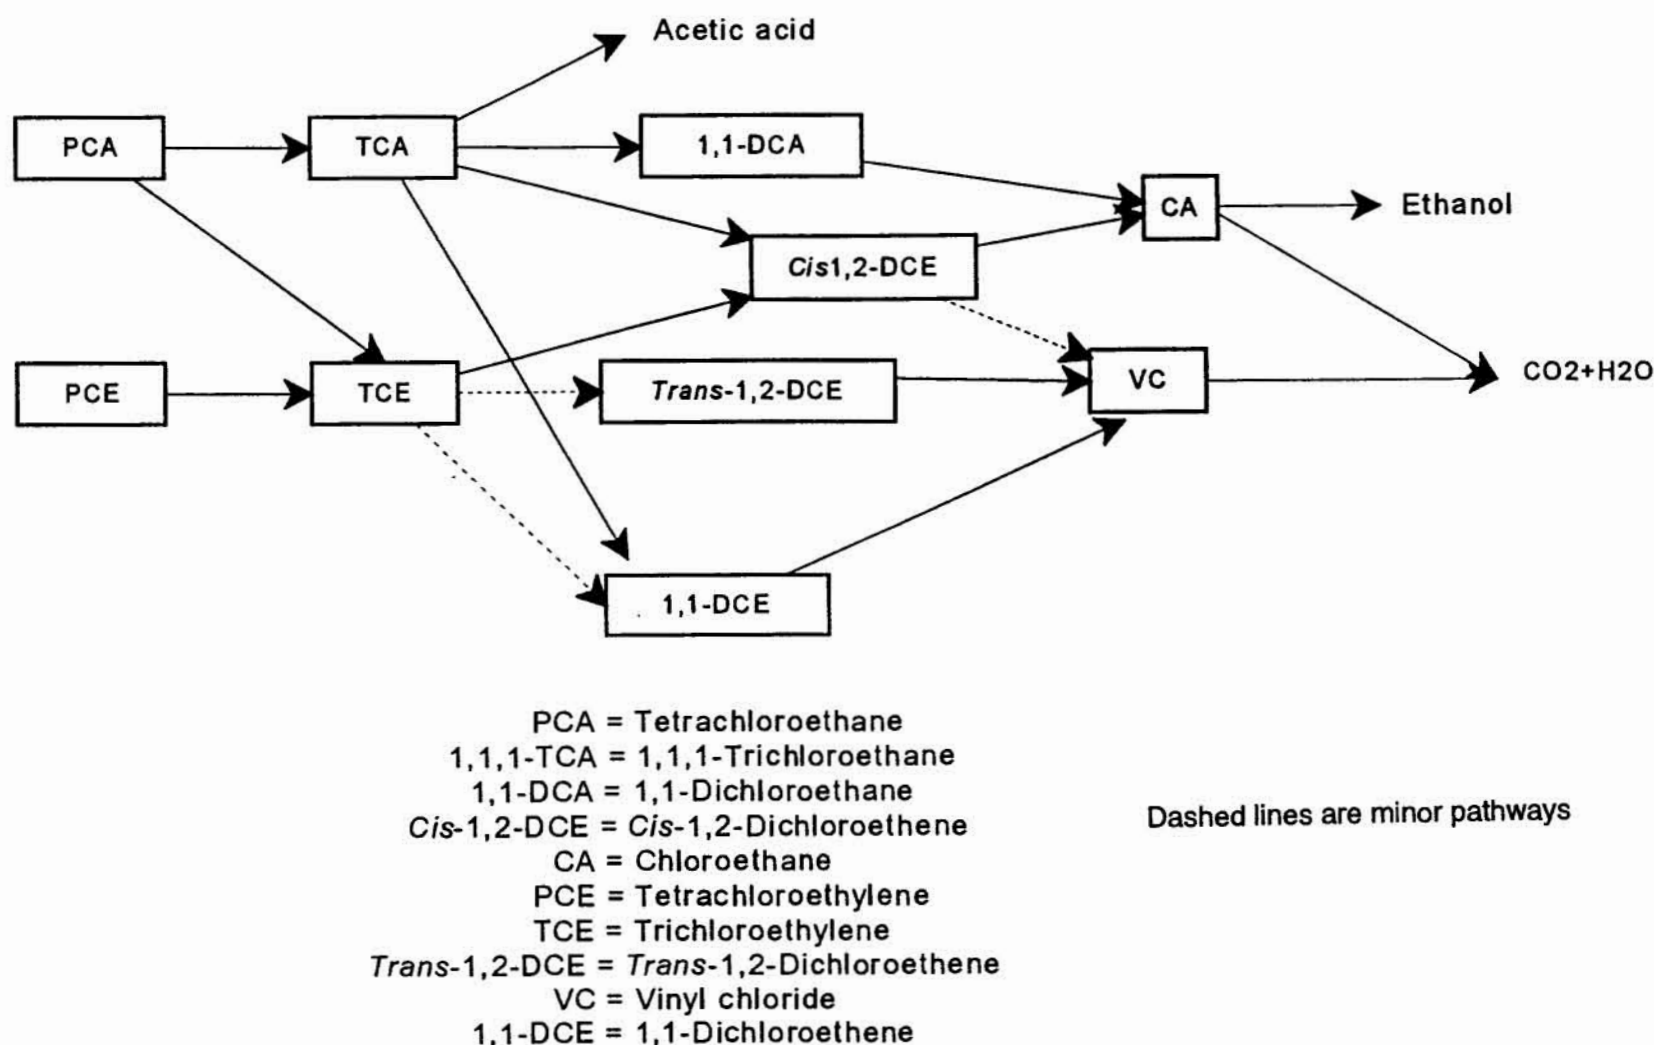 Acetic acid
PCA
TCA
1,1-DCA
CA
Ethanol
Cis1,2-DCE
PCE
TCE
Trans-1,2-DCE
VC
CO2+H2O
1,1-DCE
PCA = Tetrachloroethane
1,1,1-TCA = 1,1,1-Trichloroethane
1,1-DCA = 1,1-Dichloroethane
Cis-1,2-DCE = Cis-1,2-Dichloroethene
CA = Chloroethane
PCE = Tetrachloroethylene
TCE = Trichloroethylene
Trans-1,2-DCE = Trans-1,2-Dichloroethene
VC = Vinyl chloride
1,1-DCE = 1,1-Dichloroethene
Dashed lines are minor pathways